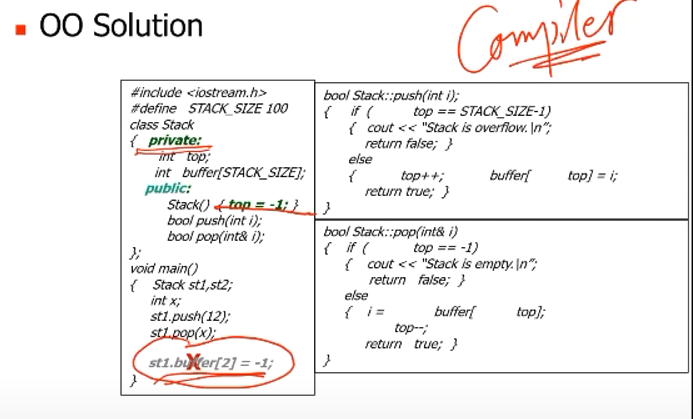 OO Solution
Compiler
#include <iostream.h>
#define STACK_SIZE 100
class Stack
{ private:
int top;
int buffer[STACK_SIZE];
public:
Stack() { top = -1; }
bool push(int i);
bool pop(int& i);
};
void main()
{ Stack st1,st2;
int x;
st1.push(12);
st1.pop(x);
st1.buffer[2] = -1;
X
}
bool Stack::push(int i);
{ if ( top == STACK_SIZE-1)
{ cout << “Stack is overflow.\n”;
return false; }
else
{ top++; buffer[ top] = i;
return true; }
}
bool Stack::pop(int& i)
{ if ( top == -1)
{ cout << “Stack is empty.\n”;
return false; }
else
{ i = buffer[ top];
top--;
return true; }
}